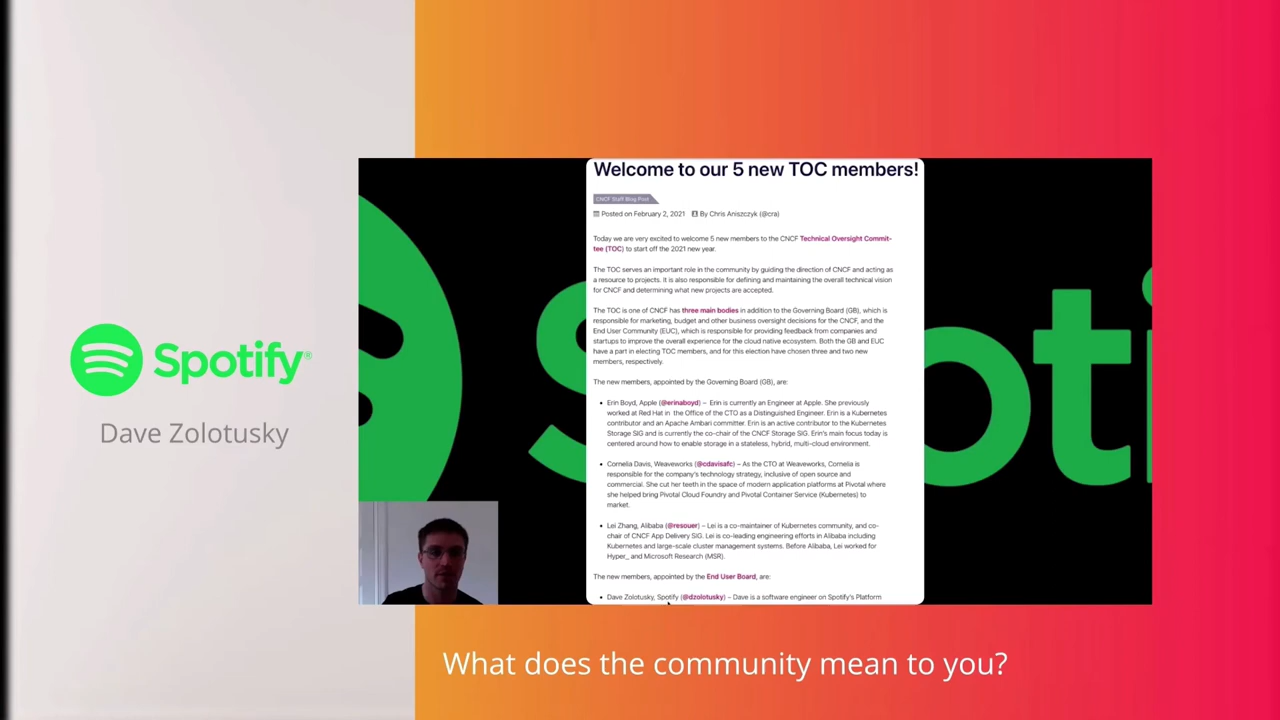 Spotify®
Dave Zolotusky
Spoti
Welcome to our 5 new TOC members!
CNCF Staff Blog Post
Posted on February 2, 2021 By Chris Aniszczyk (@cra)
Today we are very excited to welcome 5 new members to the CNCF Technical Oversight Commit-
tee (TOC) to start off the 2021 new year.
The TOC serves an important role in the community by guiding the direction of CNCF and acting as
a resource to projects. It is also responsible for defining and maintaining the overall technical vision
for CNCF and determining what new projects are accepted.
The TOC is one of CNCF has three main bodies in addition to the Governing Board (GB), which is
responsible for marketing, budget and other business oversight decisions for the CNCF, and the
End User Community (EUC), which is responsible for providing feedback from companies and
startups to improve the overall experience for the cloud native ecosystem. Both the GB and EUC
have a part in electing TOC members, and for this election have chosen three and two new
members, respectively.
The new members, appointed by the Governing Board (GB), are:
• Erin Boyd, Apple (@erinaboyd) – Erin is currently an Engineer at Apple. She previously
worked at Red Hat in the Office of the CTO as a Distinguished Engineer. Erin is a Kubernetes
contributor and an Apache Ambari committer. Erin is an active contributor to the Kubernetes
Storage SIG and is currently the co-chair of the CNCF Storage SIG. Erin's main focus today is
centered around how to enable storage in a stateless, hybrid, multi-cloud environment.
• Cornelia Davis, Weaveworks (@cdavisafc) – As the CTO at Weaveworks, Cornelia is
responsible for the company's technology strategy, inclusive of open source and
commercial. She cut her teeth in the space of modern application platforms at Pivotal where
she helped bring Pivotal Cloud Foundry and Pivotal Container Service (Kubernetes) to
market.
• Lei Zhang, Alibaba (@resouer) – Lei is a co-maintainer of Kubernetes community, and co-
chair of CNCF App Delivery SIG. Lei is co-leading engineering efforts in Alibaba including
Kubernetes and large-scale cluster management systems. Before Alibaba, Lei worked for
Hyper_ and Microsoft Research (MSR).
The new members, appointed by the End User Board, are:
• Dave Zolotusky, Spotify (@dzolotusky) – Dave is a software engineer on Spotify's Platform
What does the community mean to you?